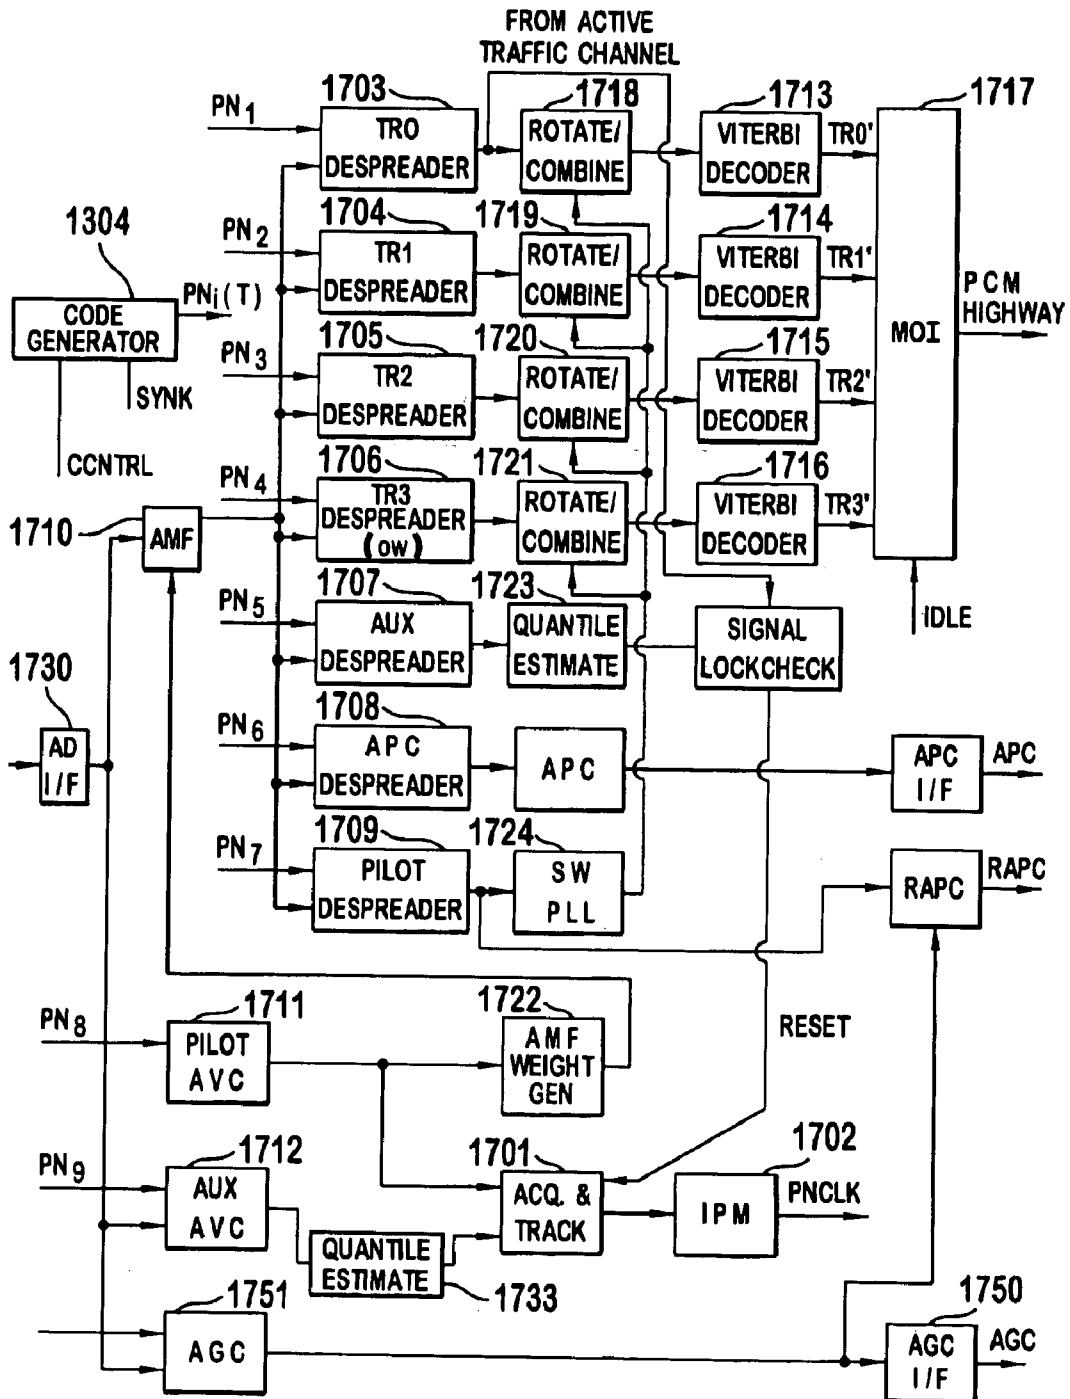 FROM ACTIVE
TRAFFIC CHANNEL
1703
1718
1713
1717
PN1
TR0
DESPREADER
ROTATE/
COMBINE
VITERBI
DECODER
TR0'
1304
1704
1719
1714
PN2
TR1
DESPREADER
ROTATE/
COMBINE
VITERBI
DECODER
TR1'
PNi(T)
CODE
GENERATOR
PCM
HIGHWAY
MOI
1705
1720
1715
PN3
TR2
DESPREADER
ROTATE/
COMBINE
VITERBI
DECODER
TR2'
SYNK
CCNTRL
1706
1721
1716
PN4
TR3
DESPREADER
(OW)
ROTATE/
COMBINE
VITERBI
DECODER
TR3'
1710
AMF
1707
1723
PN5
AUX
DESPREADER
QUANTILE
ESTIMATE
SIGNAL
LOCKCHECK
IDLE
1730
AD
I/F
1708
PN6
APC
DESPREADER
APC
APC
I/F
APC
1709
1724
PN7
PILOT
DESPREADER
SW
PLL
RAPC
RAPC
1711
1722
PN8
PILOT
AVC
AMF
WEIGHT
GEN
RESET
1712
1701
1702
PN9
AUX
AVC
ACQ. &
TRACK
IPM
PNCLK
QUANTILE
ESTIMATE
1733
1751
1750
AGC
AGC
I/F
AGC